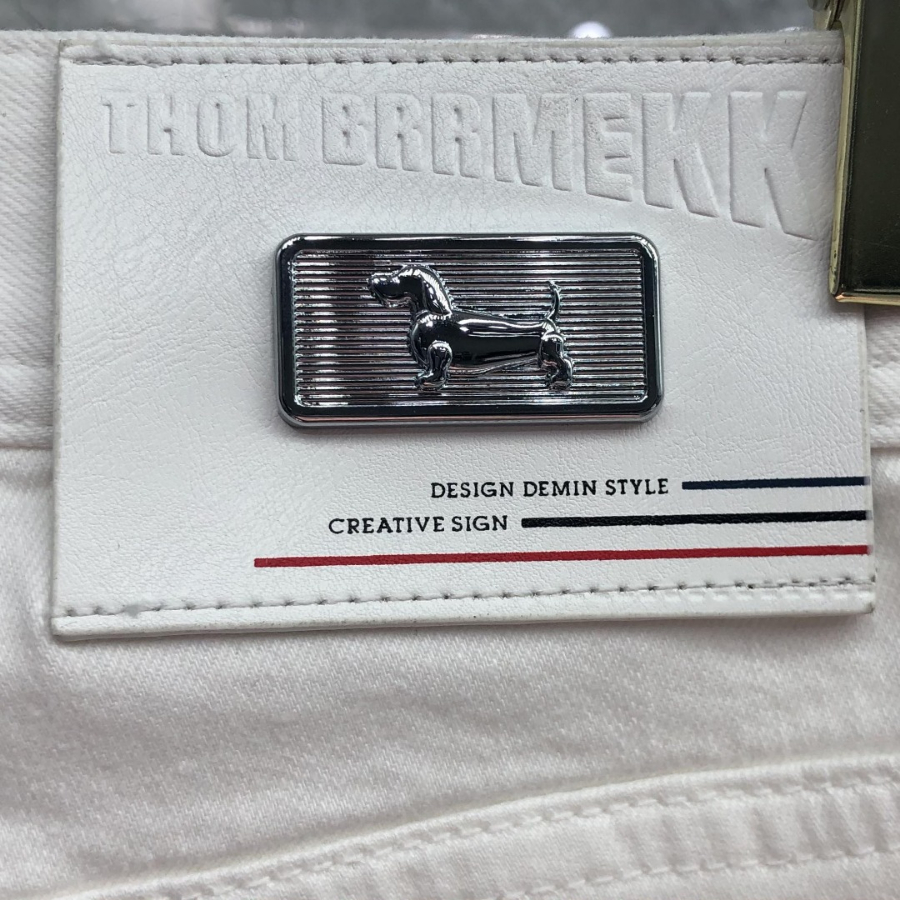 THOM BRRMEKK
DESIGN DEMIN STYLE
CREATIVE SIGN